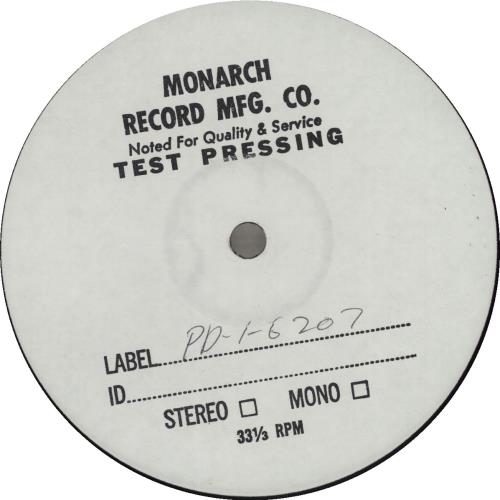 MONARCH
RECORD MFG. CO.
Noted For Quality & Service
TEST PRESSING
LABEL PD-1-6207
ID
STEREO ☐ MONO ☐
33⅓ RPM